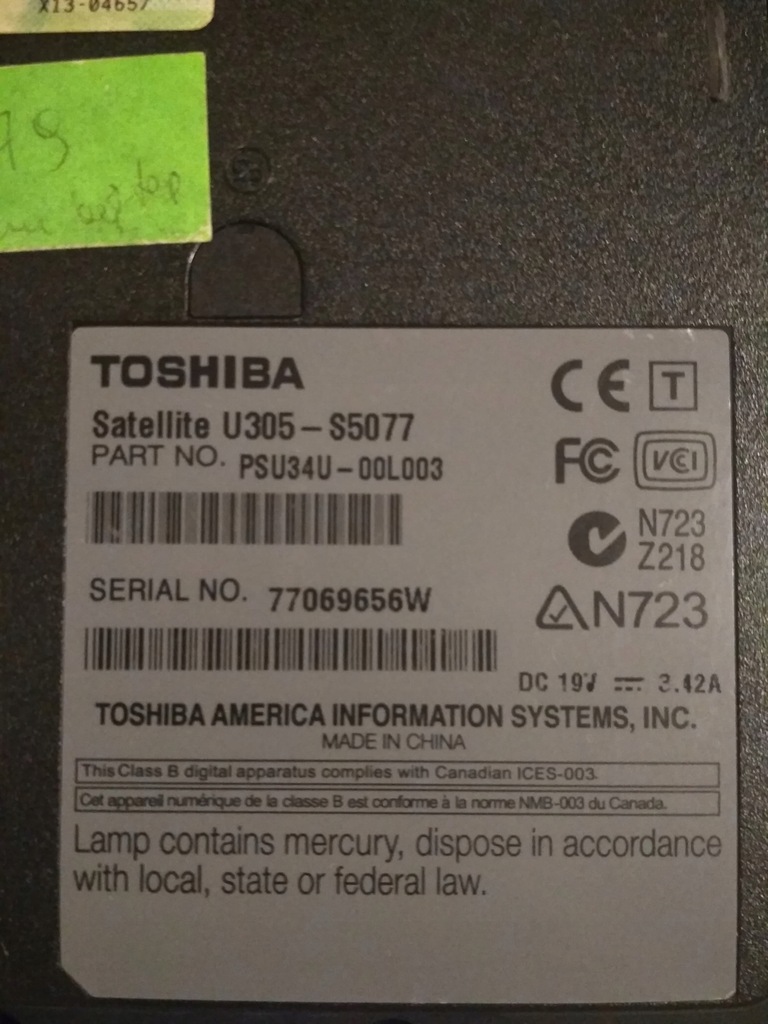 X13-04657
79
TOSHIBA
Satellite U305-S5077
PART NO. PSU34U-00L003
SERIAL NO. 77069656W
CE T
FC VCI
N723
Z218
N723
DC 19V 3.42A
TOSHIBA AMERICA INFORMATION SYSTEMS, INC.
MADE IN CHINA
This Class B digital apparatus complies with Canadian ICES-003.
Cet appareil numérique de la classe B est conforme à la norme NMB-003 du Canada.
Lamp contains mercury, dispose in accordance
with local, state or federal law.